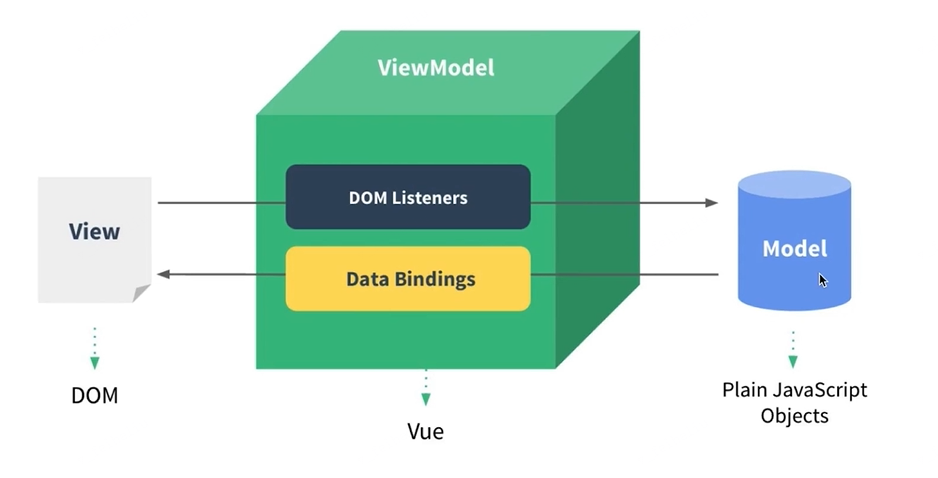 ViewModel
DOM Listeners
View
Data Bindings
Model
DOM
Vue
Plain JavaScript
Objects